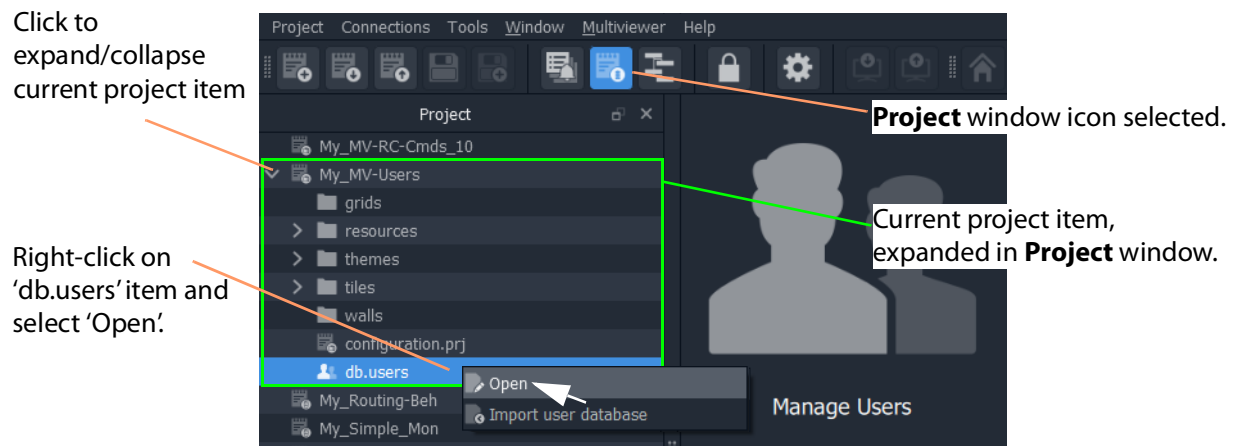 Click to
expand/collapse
current project item
Project Connections Tools Window Multiviewer Help
Project
Project window icon selected.
My_MV-RC-Cmds_10
My_MV-Users
grids
resources
themes
tiles
walls
configuration.prj
db.users
My_Routing-Beh
My_Simple_Mon
Current project item,
expanded in Project window.
Right-click on
‘db.users’ item and
select ‘Open’.
Open
Import user database
Manage Users